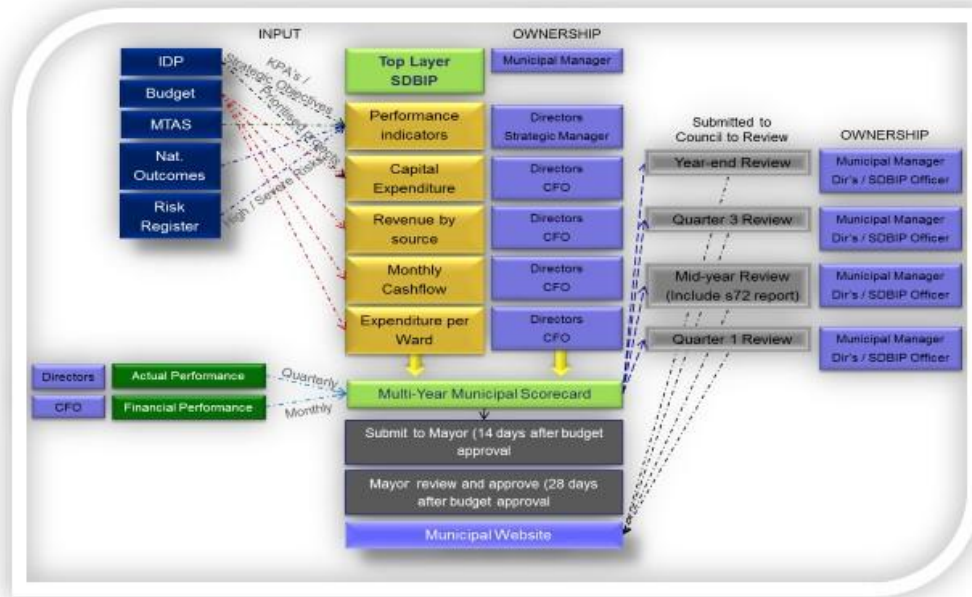 INPUT
OWNERSHIP
IDP
Budget
MTAS
Nat.
Outcomes
Risk
Register
KPA's /
Strategic Objectives
Prioritised projects
High / Severe Risks
Top Layer
SDBIP
Municipal Manager
Performance
indicators
Directors
Strategic Manager
Capital
Expenditure
Directors
CFO
Revenue by
source
Directors
CFO
Monthly
Cashflow
Directors
CFO
Expenditure per
Ward
Directors
CFO
Submitted to
Council to Review
OWNERSHIP
Year-end Review
Municipal Manager
Dir's / SDBIP Officer
Quarter 3 Review
Municipal Manager
Dir's / SDBIP Officer
Mid-year Review
(Include s72 report)
Municipal Manager
Dir's / SDBIP Officer
Quarter 1 Review
Municipal Manager
Dir's / SDBIP Officer
Directors
Actual Performance
Quarterly
CFO
Financial Performance
Monthly
Multi-Year Municipal Scorecard
Submit to Mayor (14 days after budget
approval
Mayor review and approve (28 days
after budget approval
Municipal Website